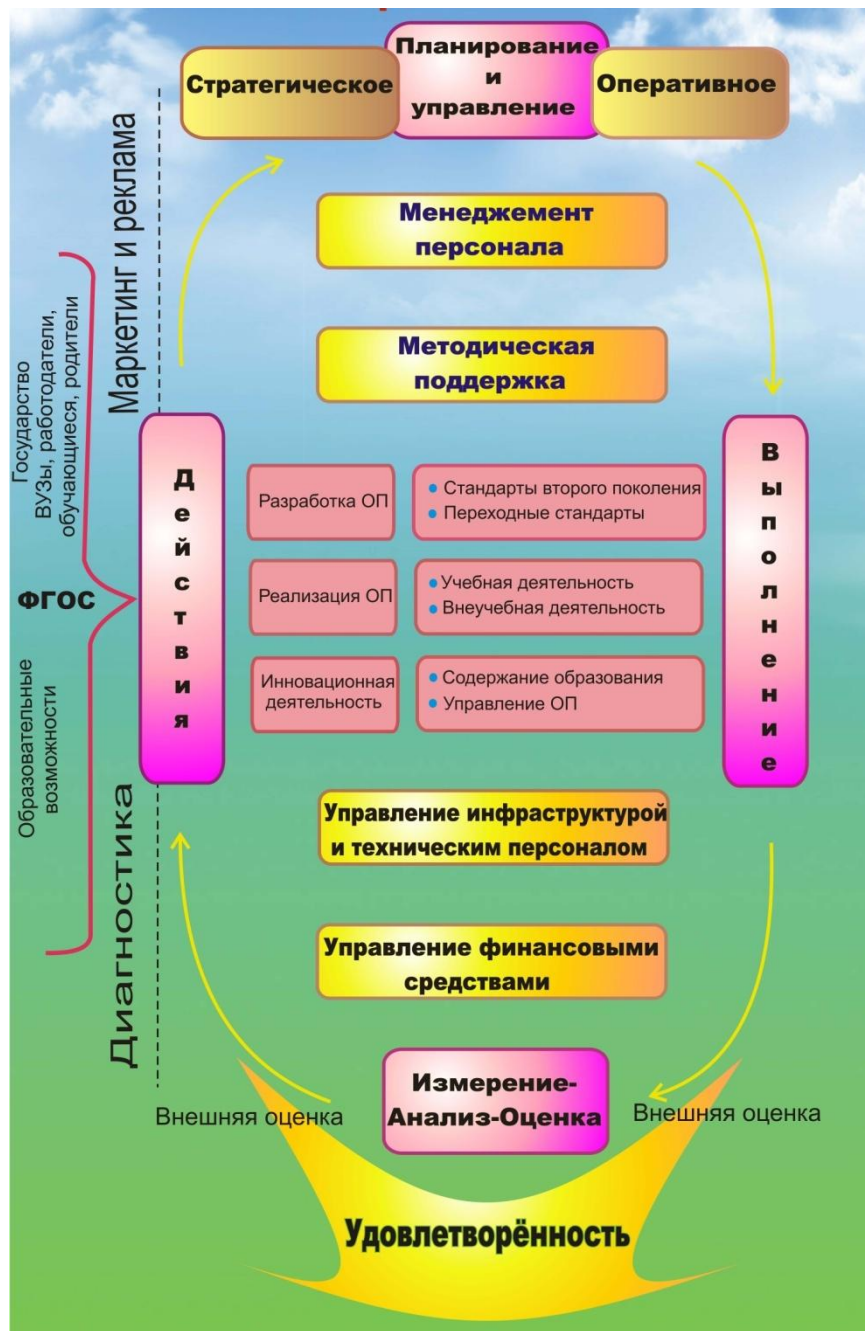 Стратегическое
Планирование
и
управление
Оперативное
Маркетинг и реклама
Менеджмент
персонала
Методическая
поддержка
Государство
ВУЗы, работодатели,
обучающиеся, родители
ФГОС
Образовательные
возможности
Диагностика
Действия
Разработка ОП
• Стандарты второго поколения
• Переходные стандарты
Реализация ОП
• Учебная деятельность
• Внеучебная деятельность
Инновационная
деятельность
• Содержание образования
• Управление ОП
Выполнение
Управление инфраструктурой
и техническим персоналом
Управление финансовыми
средствами
Измерение-
Анализ-Оценка
Внешняя оценка
Внешняя оценка
Удовлетворённость